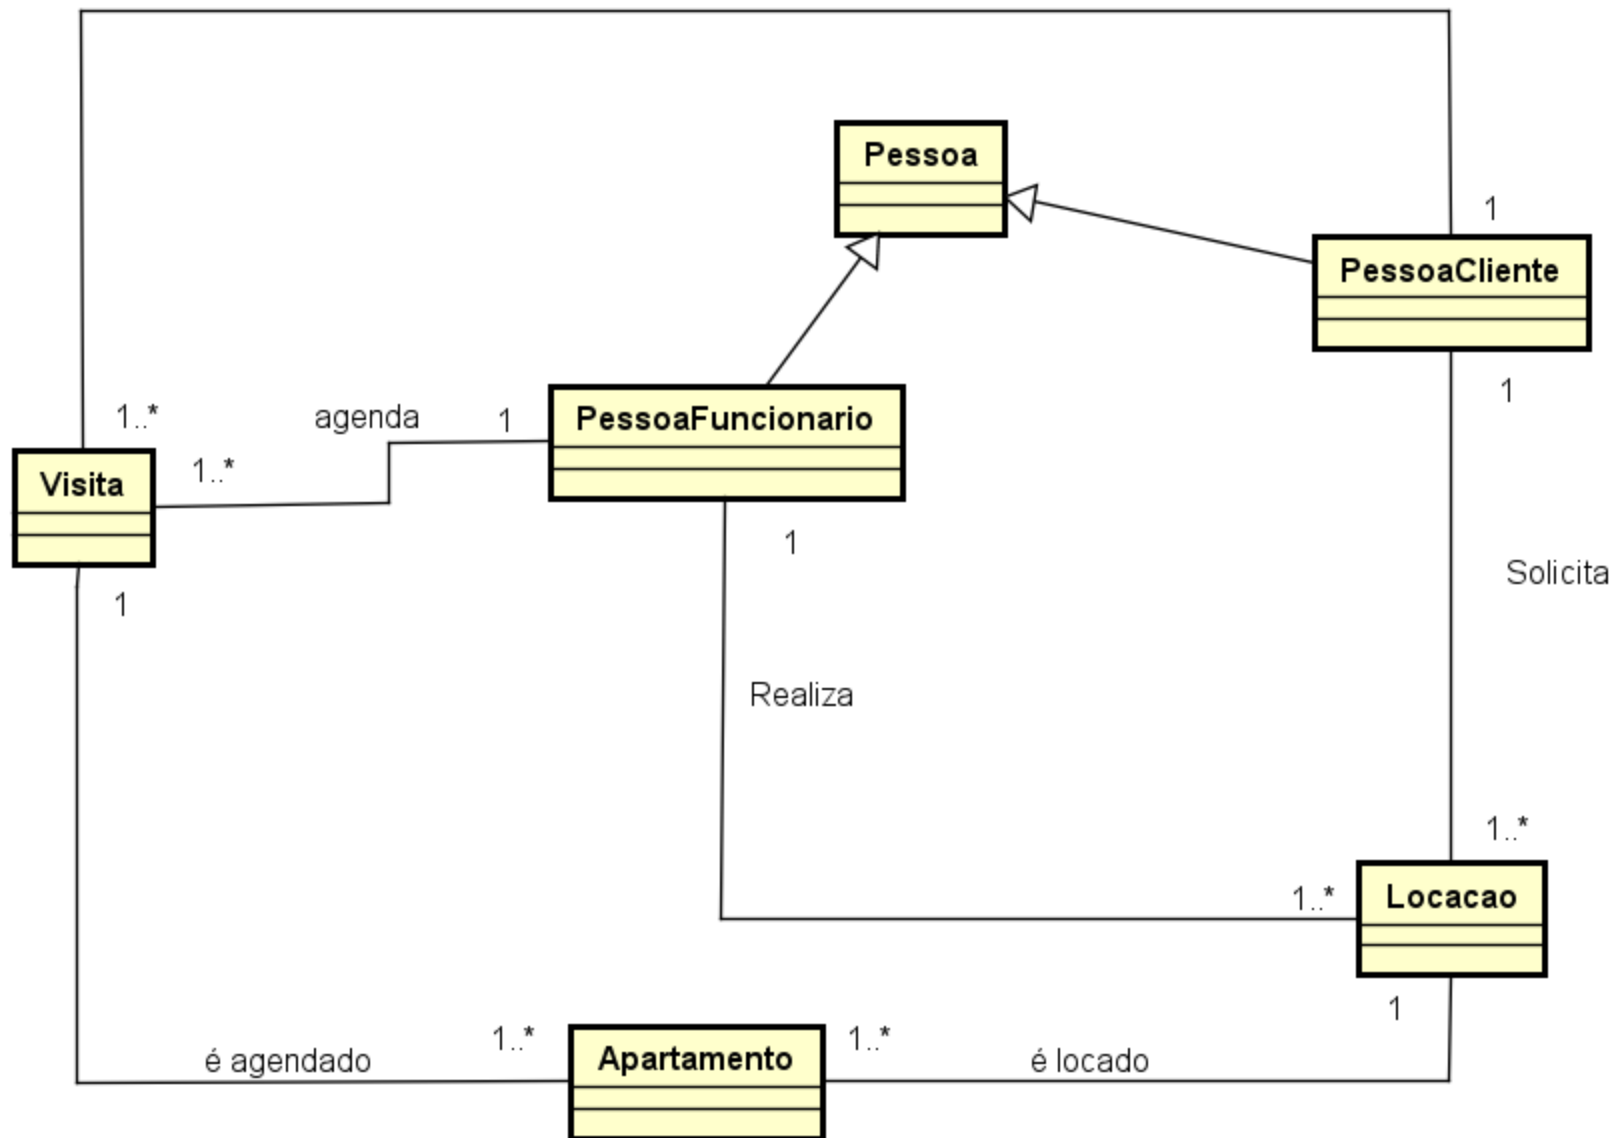 Pessoa
1
PessoaCliente
1
1..*
agenda
1
PessoaFuncionario
1..*
Visita
1
1
Solicita
Realiza
1..*
1..*
Locacao
1
1..*
1..*
é agendado
Apartamento
é locado